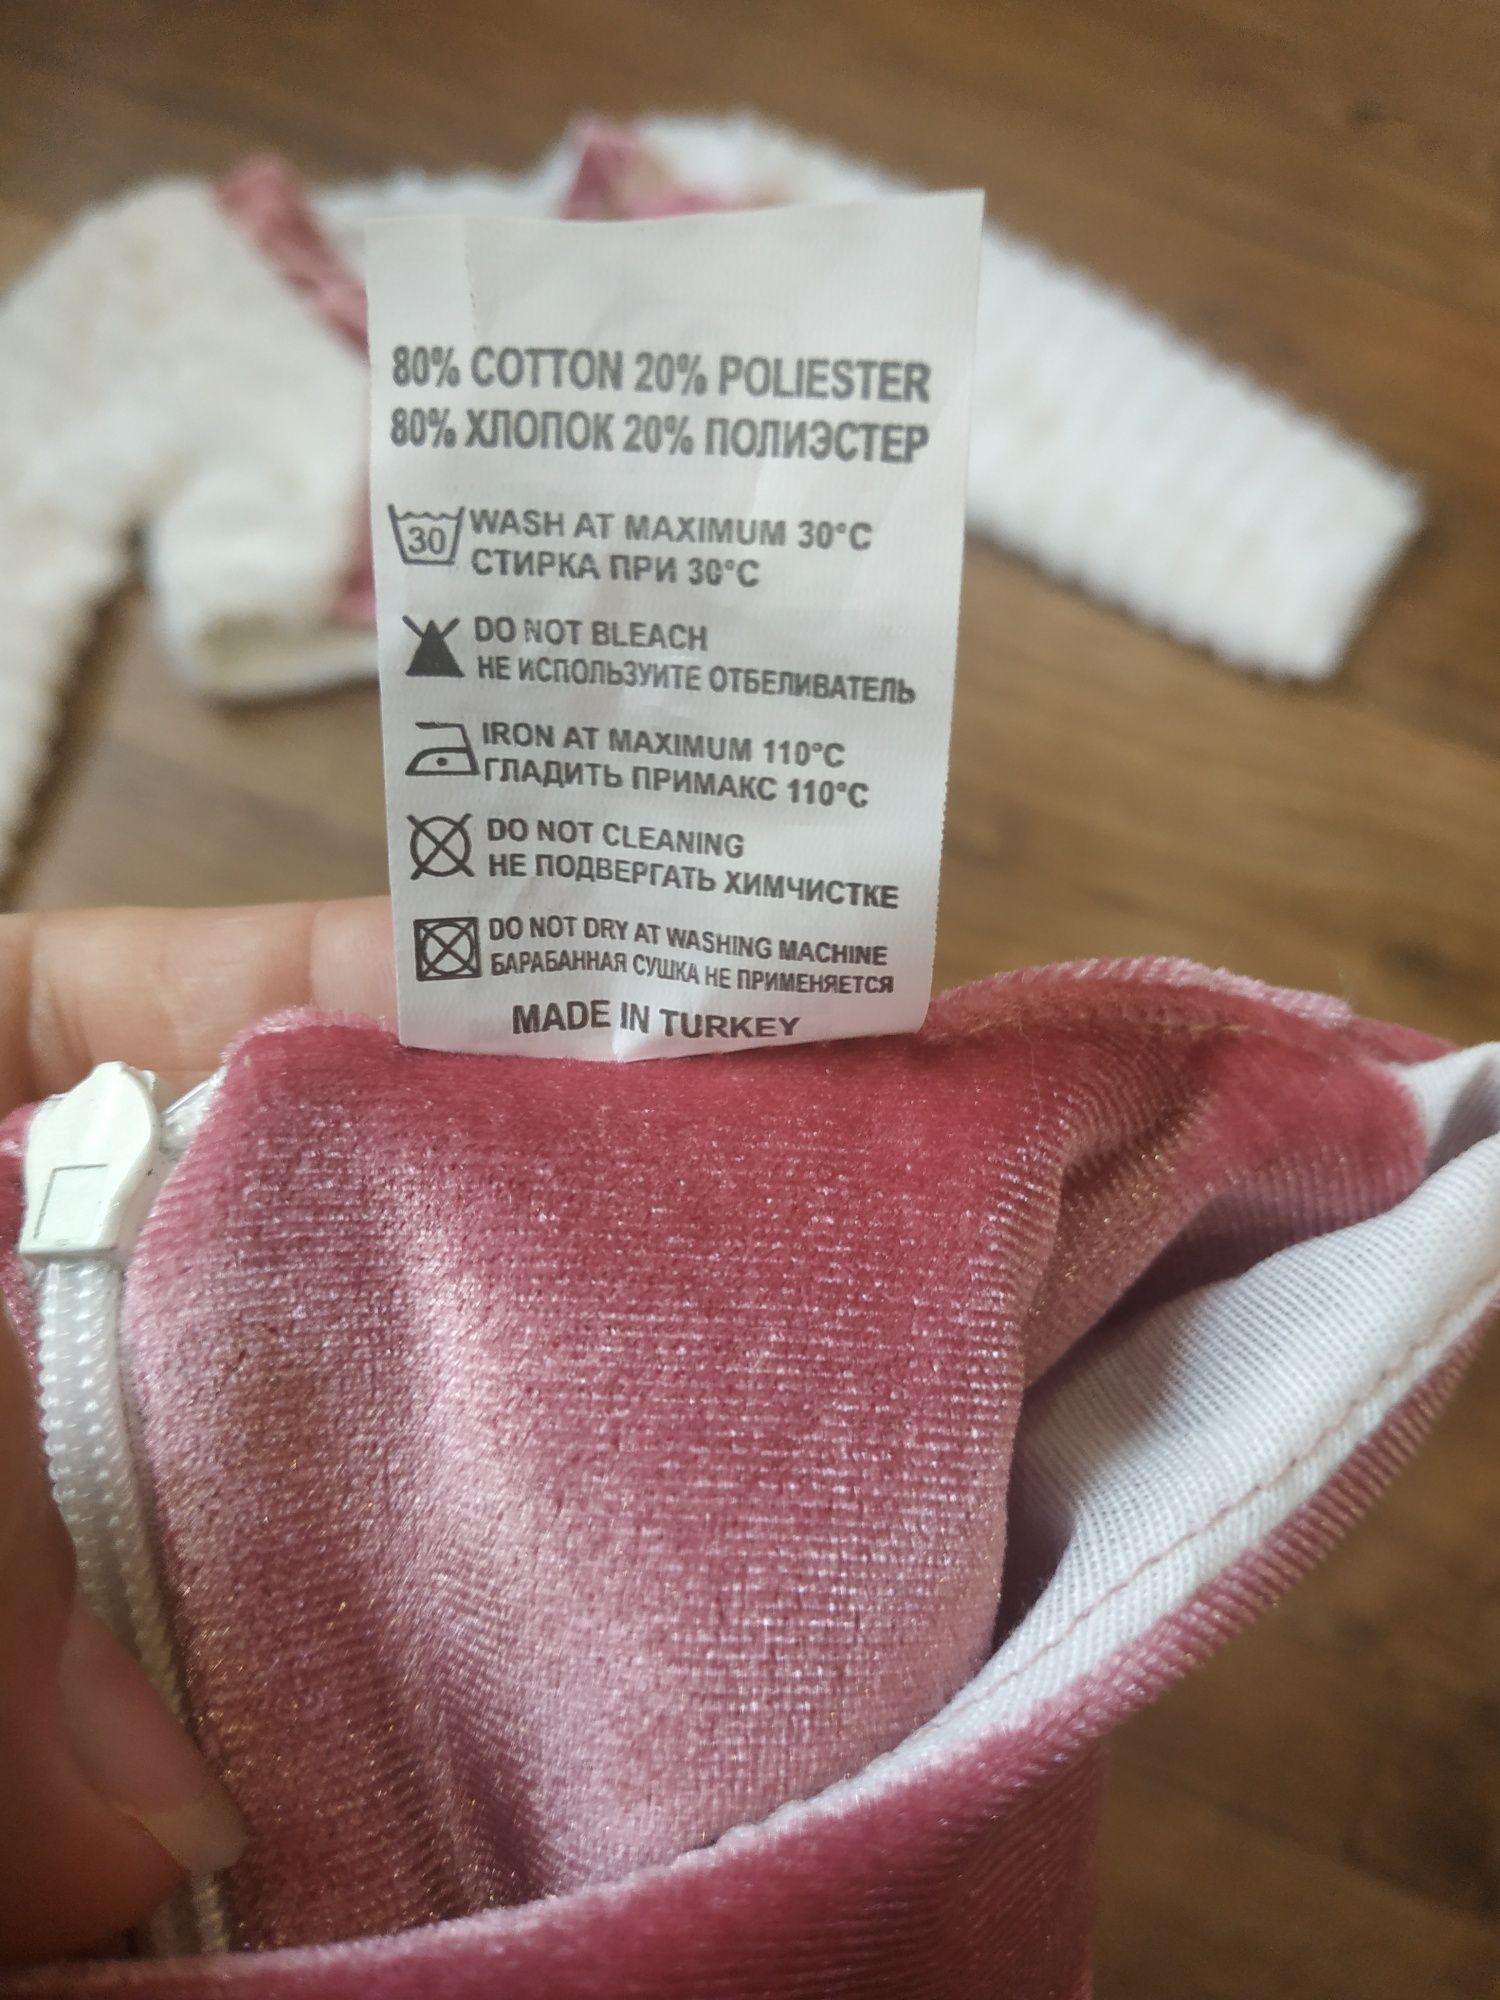 80% COTTON 20% POLIESTER
80% ХЛОПОК 20% ПОЛИЭСТЕР
30 WASH AT MAXIMUM 30°C
СТИРКА ПРИ 30°C
DO NOT BLEACH
НЕ ИСПОЛЬЗУИТЕ ОТБЕЛИВАТЕЛЬ
IRON AT MAXIMUM 110°C
ГЛАДИТЬ ПРИМАКС 110°C
DO NOT CLEANING
НЕ ПОДВЕРГАТЬ ХИМЧИСТКЕ
DO NOT DRY AT WASHING MACHINE
БАРАБАННАЯ СУШКА НЕ ПРИМЕНЯЕТСЯ
MADE IN TURKEY